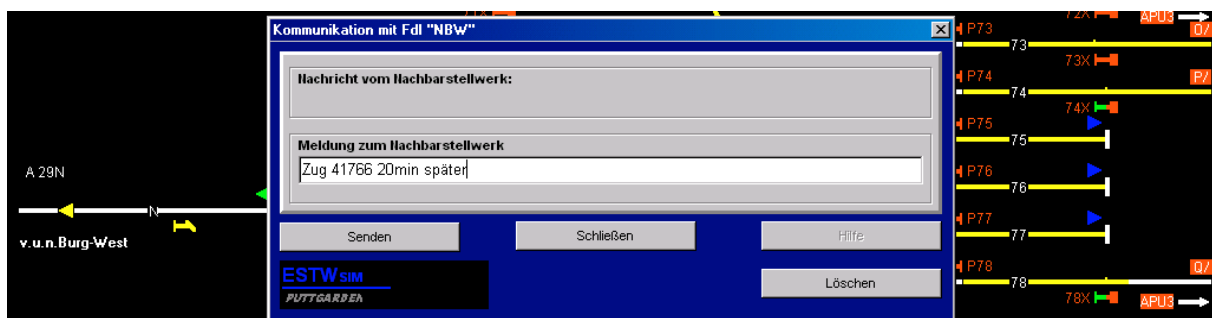 Kommunikation mit Fdl "NBW"
Nachricht vom Nachbarstellwerk:
Meldung zum Nachbarstellwerk
Zug 41766 20min später
Senden
Schließen
Hilfe
Löschen
ESTW SIM
PUTTGARDEN
A 29N
N
v.u.n.Burg-West
72X
APU3
P73
Q/
73
73X
P74
P/
74
74X
P75
75
P76
76
P77
77
P78
Q/
78
78X
APU3